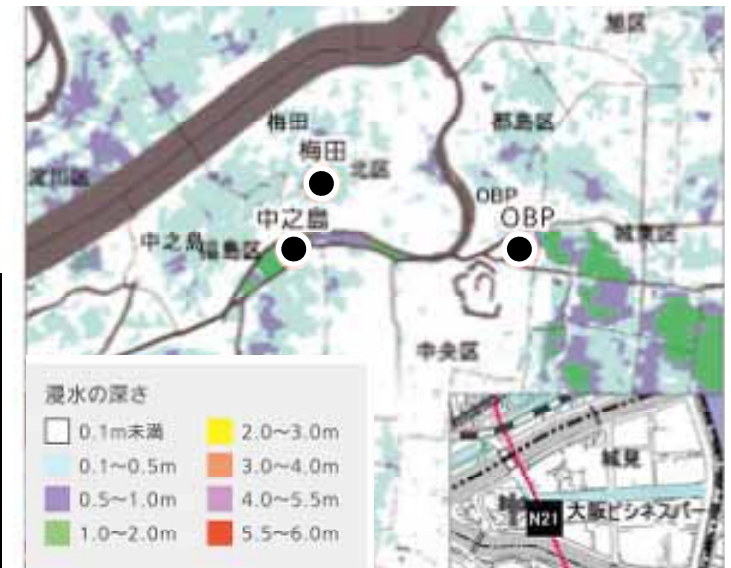 旭区
梅田
梅田
北区
都島区
淀川区
OBP
OBP
中之島
中之島
福島区
城東区
中央区
浸水の深さ
0.1m未満
2.0～3.0m
0.1～0.5m
3.0～4.0m
0.5～1.0m
4.0～5.5m
1.0～2.0m
5.5～6.0m
城見
N21
大阪ビジネスパー